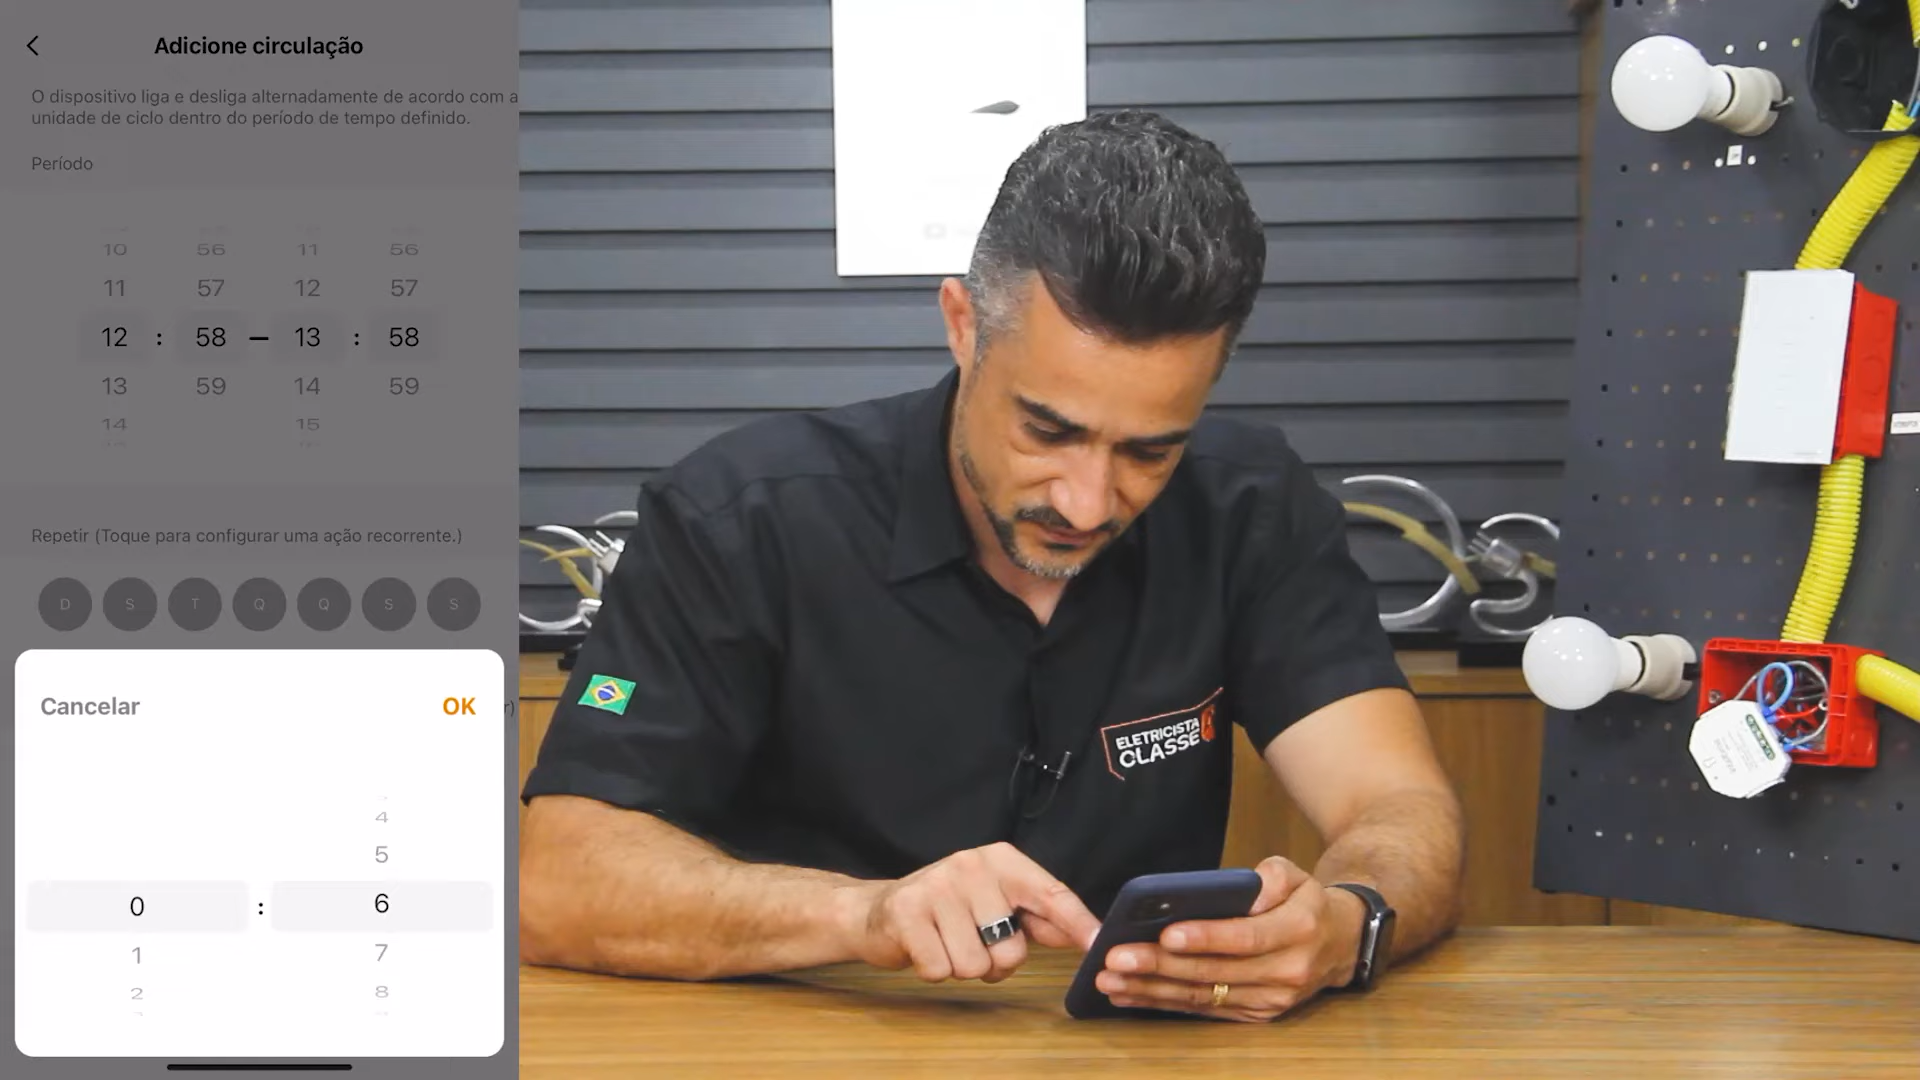 Adicione circulação
O dispositivo liga e desliga alternadamente de acordo com a
unidade de ciclo dentro do período de tempo definido.
Período
10 56 11 56
11 57 12 57
12 : 58 — 13 : 58
13 59 14 59
14 15
Repetir (Toque para configurar uma ação recorrente.)
D S T Q Q S S
r)
Cancelar OK
4
5
0 : 6
1 7
2 8
ELETRICISTA
CLASSE A